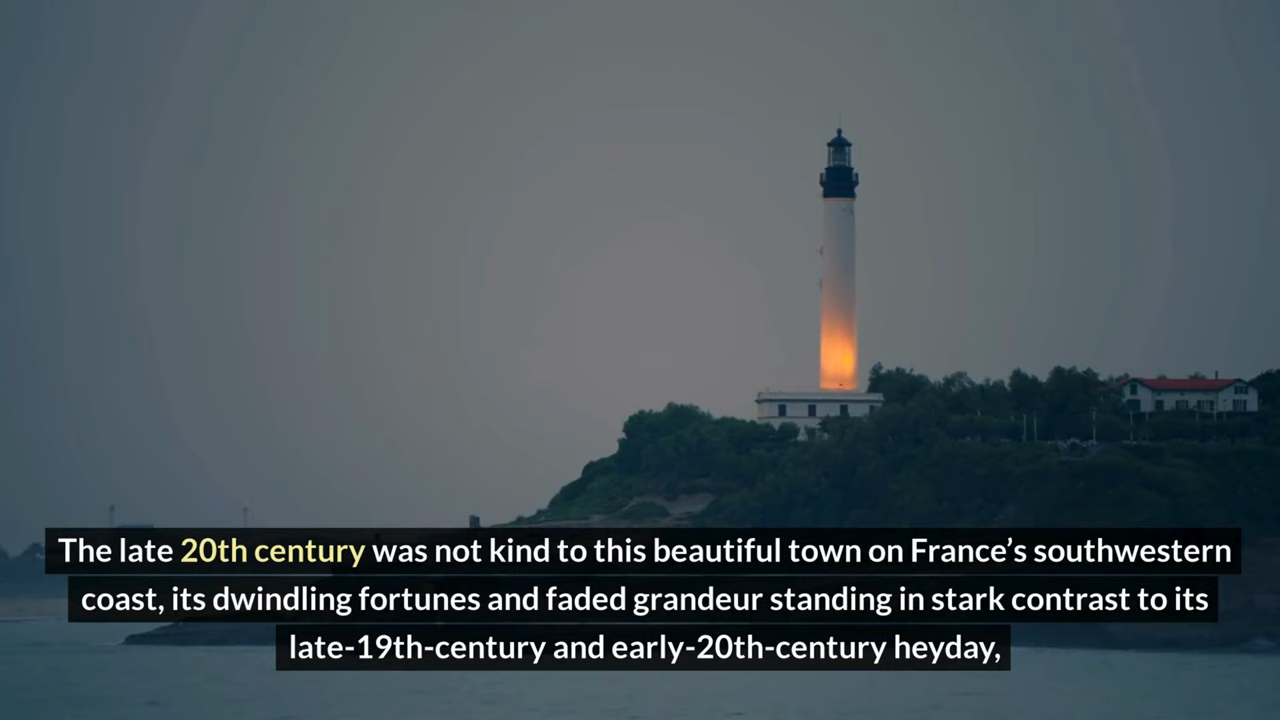 The late 20th century was not kind to this beautiful town on France’s southwestern
coast, its dwindling fortunes and faded grandeur standing in stark contrast to its
late-19th-century and early-20th-century heyday,